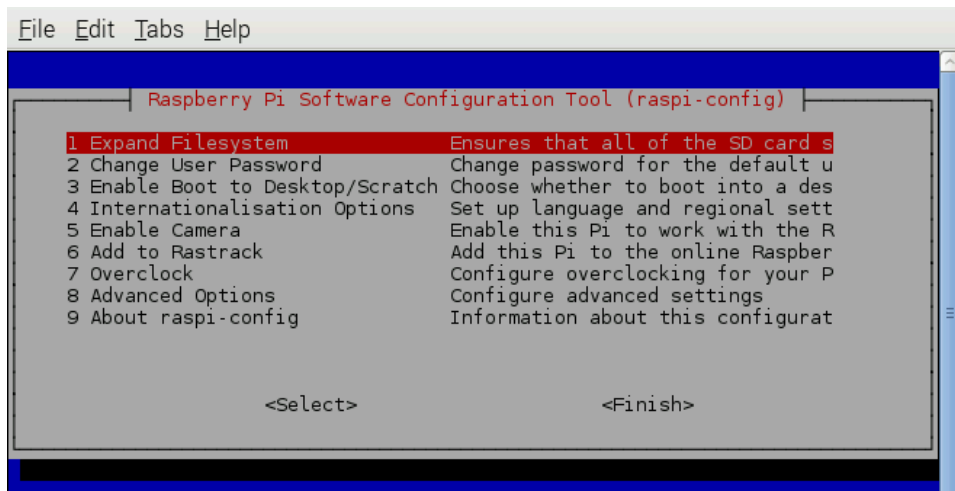 File Edit Tabs Help
Raspberry Pi Software Configuration Tool (raspi-config)
1 Expand Filesystem Ensures that all of the SD card s
2 Change User Password Change password for the default u
3 Enable Boot to Desktop/Scratch Choose whether to boot into a des
4 Internationalisation Options Set up language and regional sett
5 Enable Camera Enable this Pi to work with the R
6 Add to Rastrack Add this Pi to the online Raspber
7 Overclock Configure overclocking for your P
8 Advanced Options Configure advanced settings
9 About raspi-config Information about this configurat
<Select> <Finish>